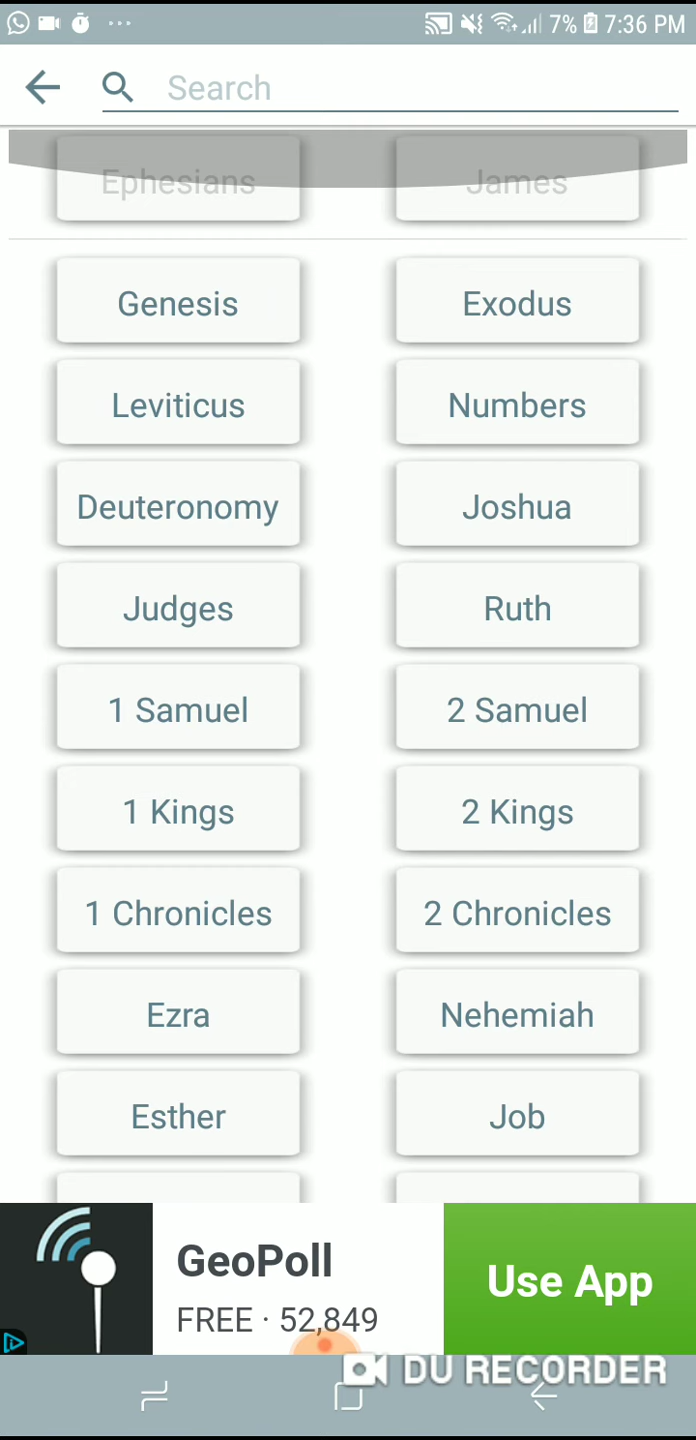 7% 7:36 PM
Search
Ephesians James
Genesis Exodus
Leviticus Numbers
Deuteronomy Joshua
Judges Ruth
1 Samuel 2 Samuel
1 Kings 2 Kings
1 Chronicles 2 Chronicles
Ezra Nehemiah
Esther Job
GeoPoll
FREE · 52,849
Use App
DU RECORDER